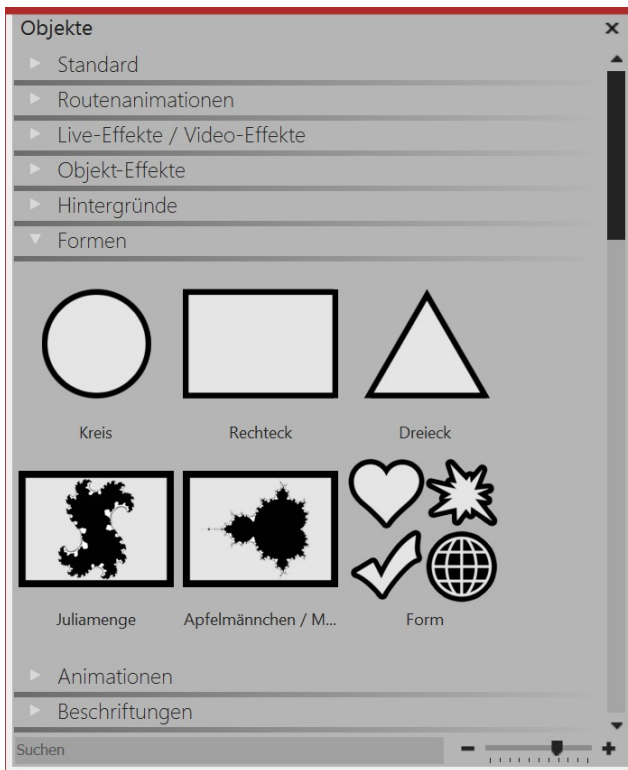 Objekte
Standard
Routenanimationen
Live-Effekte / Video-Effekte
Objekt-Effekte
Hintergründe
Formen
Kreis
Rechteck
Dreieck
Juliamenge
Apfelmännchen / M...
Form
Animationen
Beschriftungen
Suchen